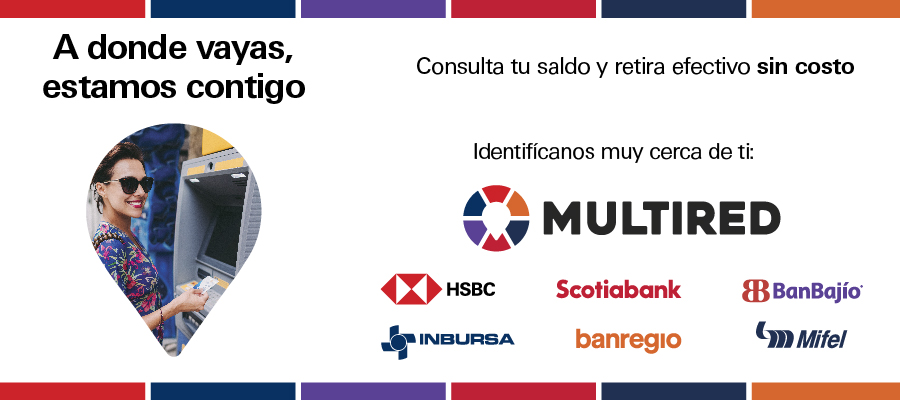 A donde vayas,
estamos contigo
Consulta tu saldo y retira efectivo sin costo
Identifícanos muy cerca de ti:
MULTIRED
HSBC
Scotiabank
BanBajío
INBURSA
banregio
Mifel